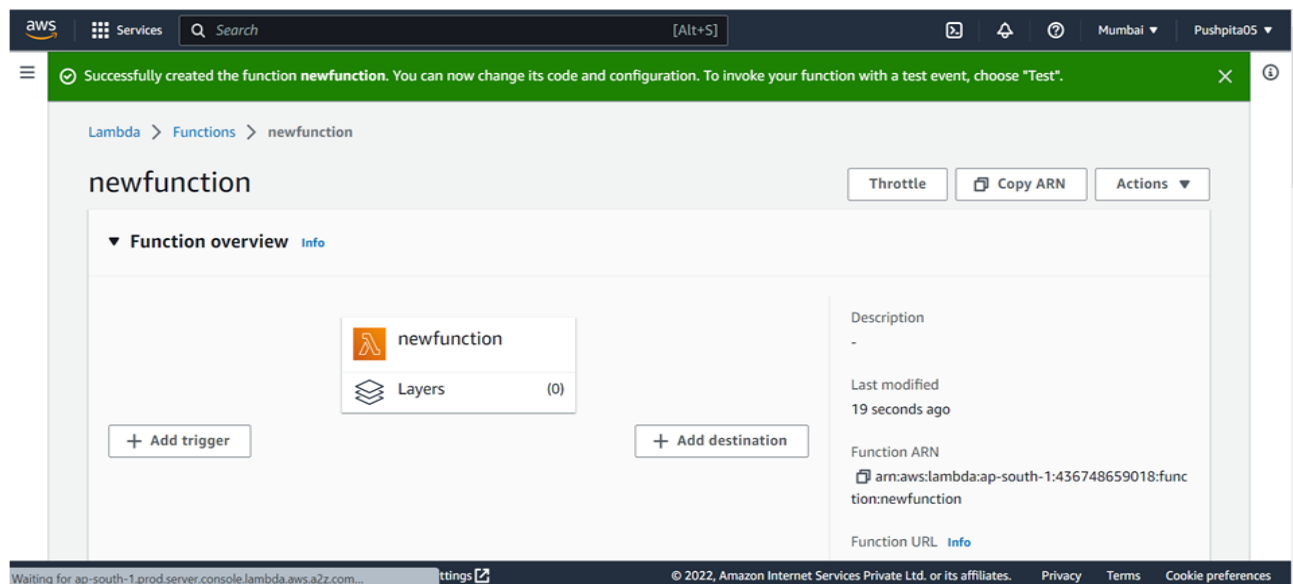 aws Services Search [Alt+S] Mumbai ▼ Pushpita05 ▼
Successfully created the function newfunction. You can now change its code and configuration. To invoke your function with a test event, choose "Test".
Lambda > Functions > newfunction
newfunction
Throttle Copy ARN Actions ▼
▼ Function overview Info
newfunction
Layers (0)
+ Add trigger
+ Add destination
Description
-
Last modified
19 seconds ago
Function ARN
arn:aws:lambda:ap-south-1:436748659018:func
tion:newfunction
Function URL Info
Waiting for ap-south-1.prod.server.console.lambda.aws.a2z.com... ttings © 2022, Amazon Internet Services Private Ltd. or its affiliates. Privacy Terms Cookie preferences